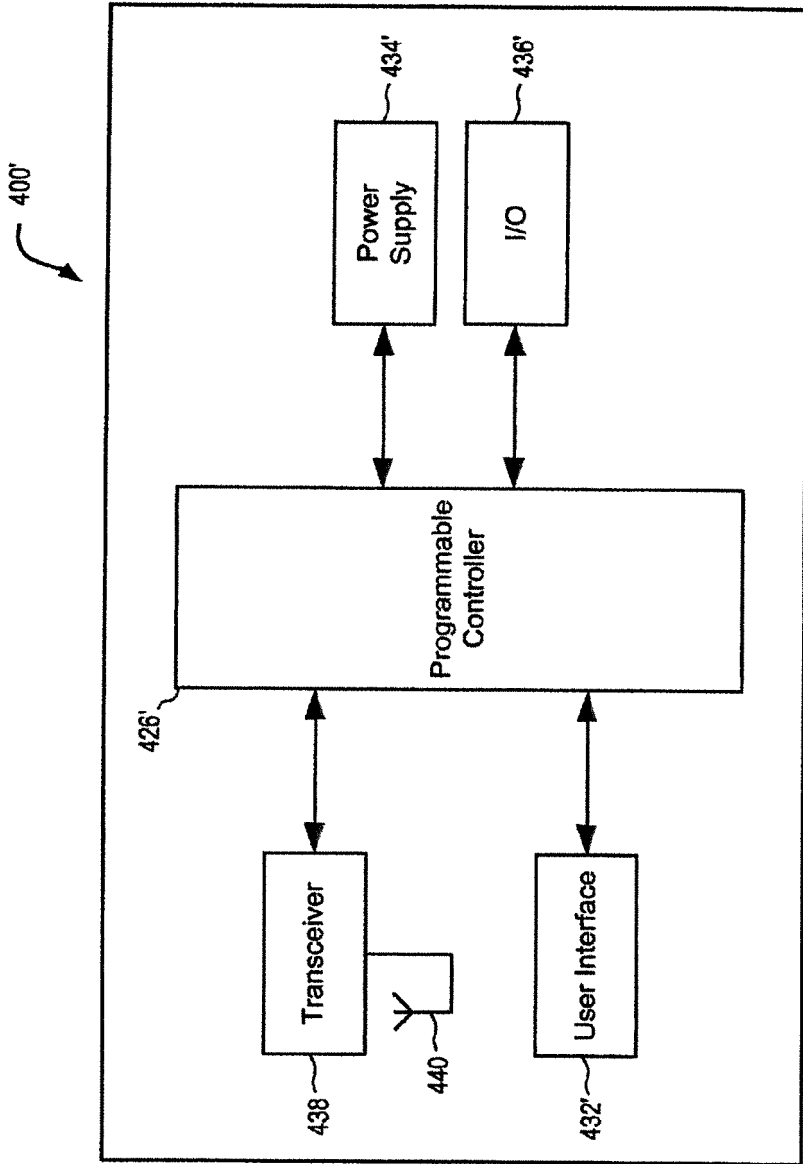 400'
438
Transceiver
440
432'
User Interface
426'
Programmable
Controller
Power
Supply
434'
I/O
436'